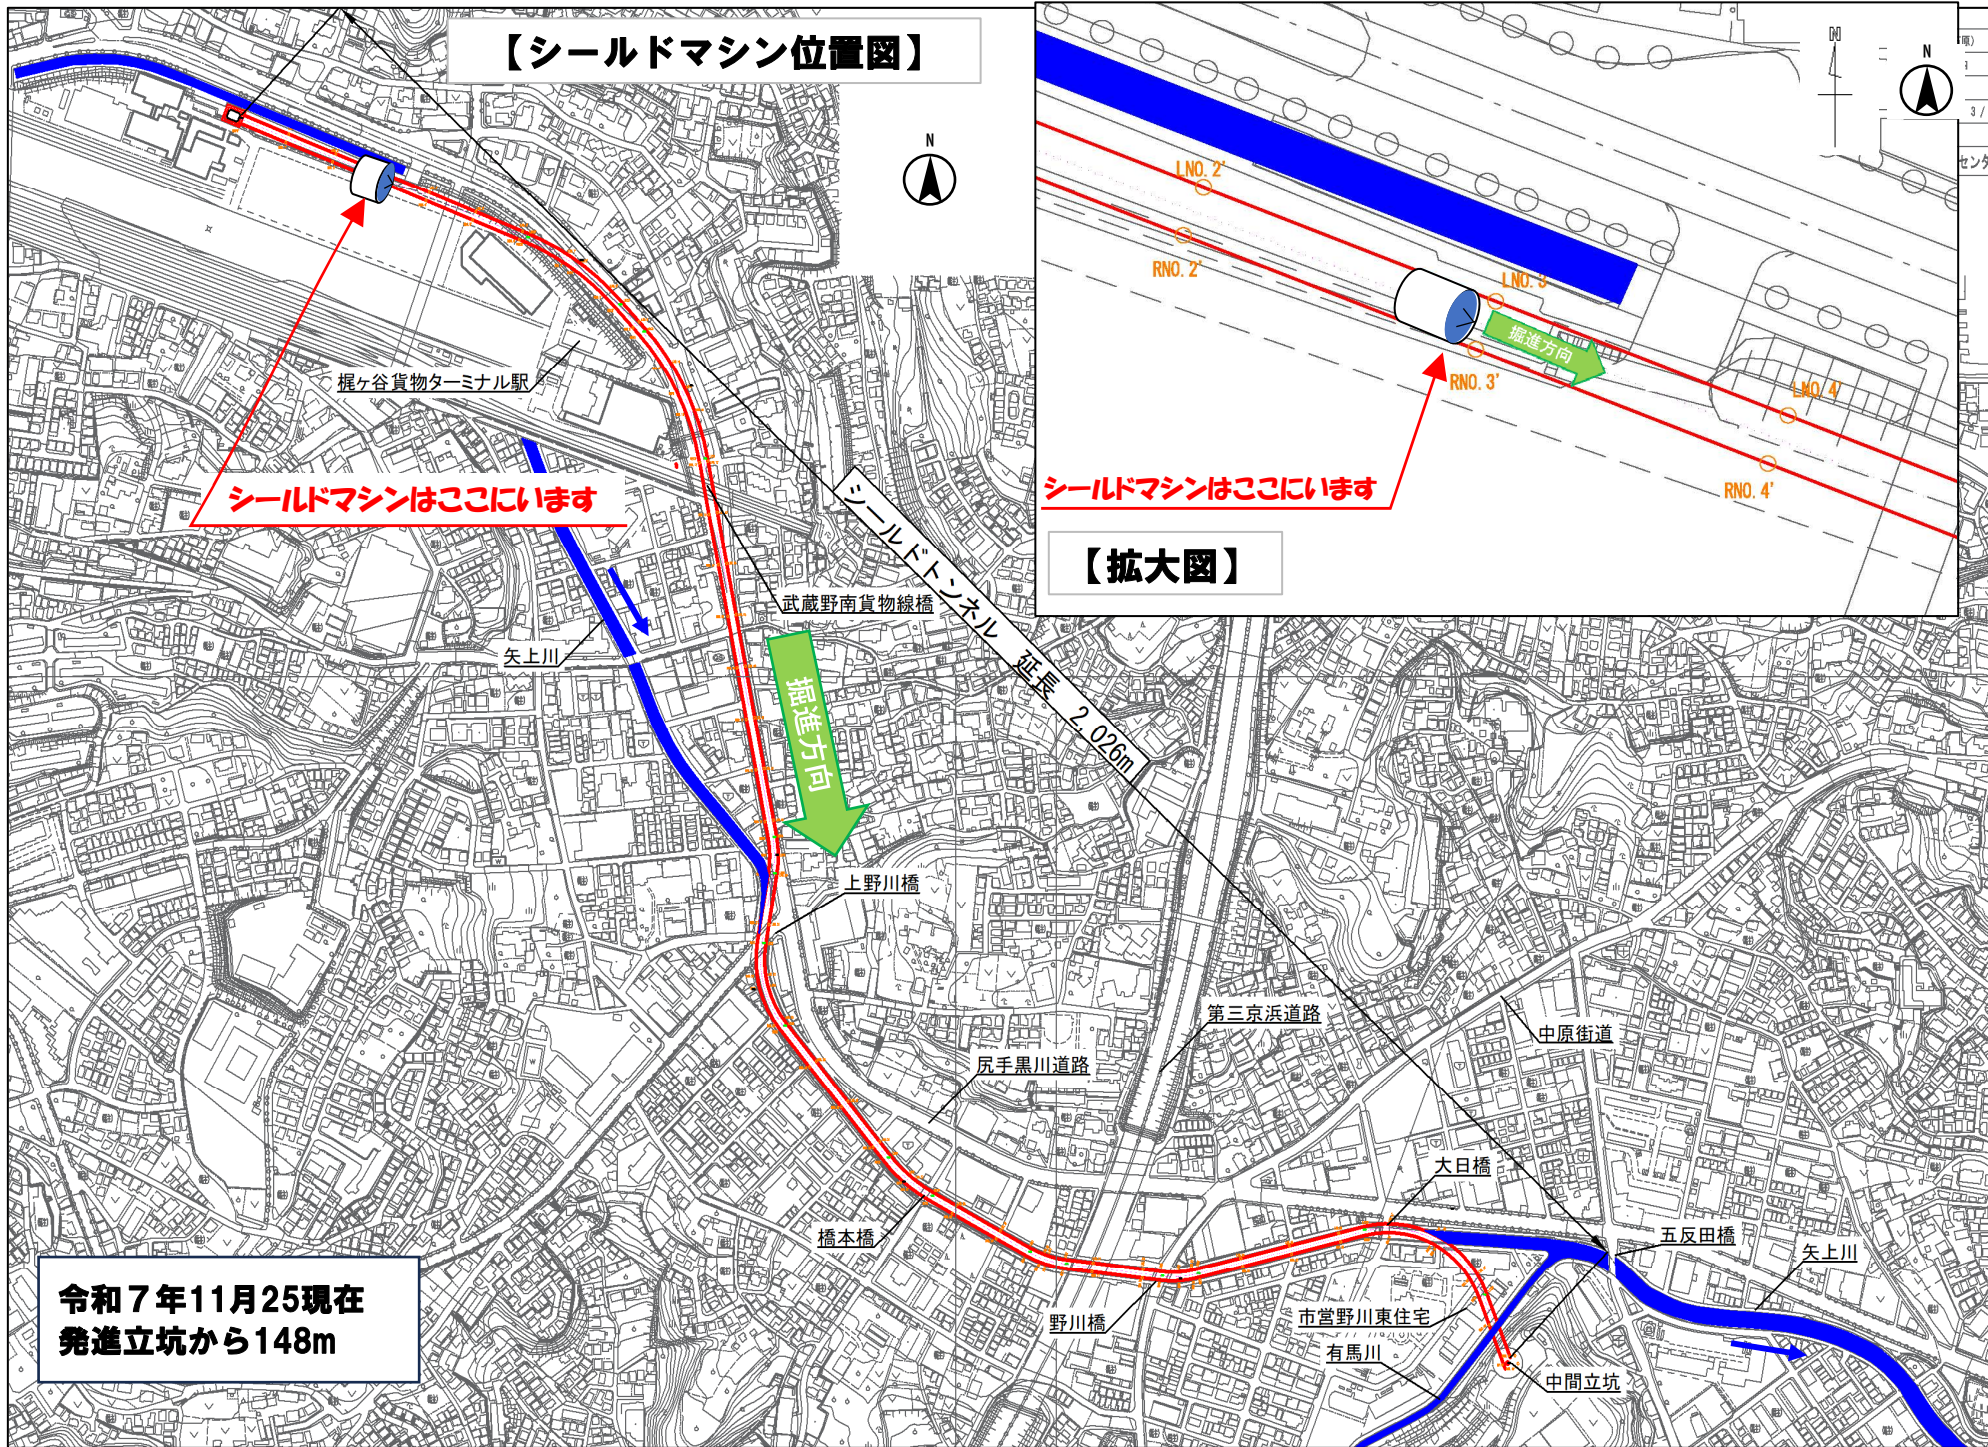 【シールドマシン位置図】
N
梶ヶ谷貨物ターミナル駅
シールドマシンはここにいます
武蔵野南貨物線橋
シールドトンネル 延長 2,026m
矢上川
掘進方向
上野川橋
第三京浜道路
中原街道
尻手黒川道路
大日橋
橋本橋
五反田橋
矢上川
野川橋
市営野川東住宅
有馬川
中間立坑
令和7年11月25現在
発進立坑から148m
N
N
3 /
センタ
LNO. 2'
RNO. 2'
LNO. 3'
掘進方向
RNO. 3'
LNO. 4'
RNO. 4'
シールドマシンはここにいます
【拡大図】